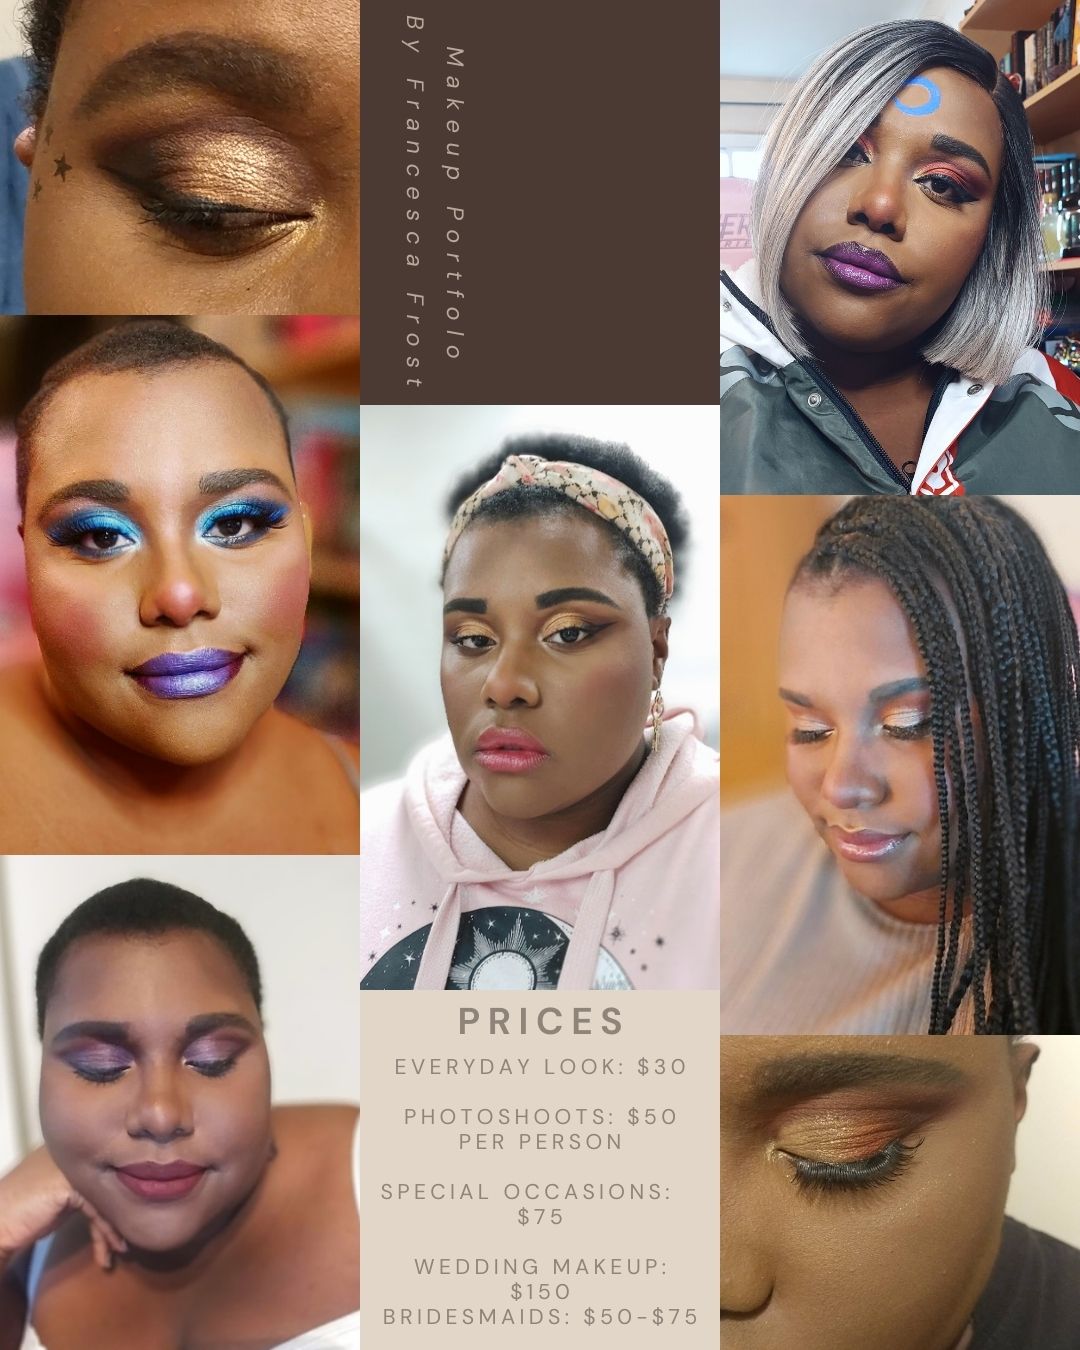 Makeup Portfolo
By Francesca Frost
PRICES
EVERYDAY LOOK: $30
PHOTOSHOOTS: $50
PER PERSON
SPECIAL OCCASIONS:
$75
WEDDING MAKEUP:
$150
BRIDESMAIDS: $50-$75